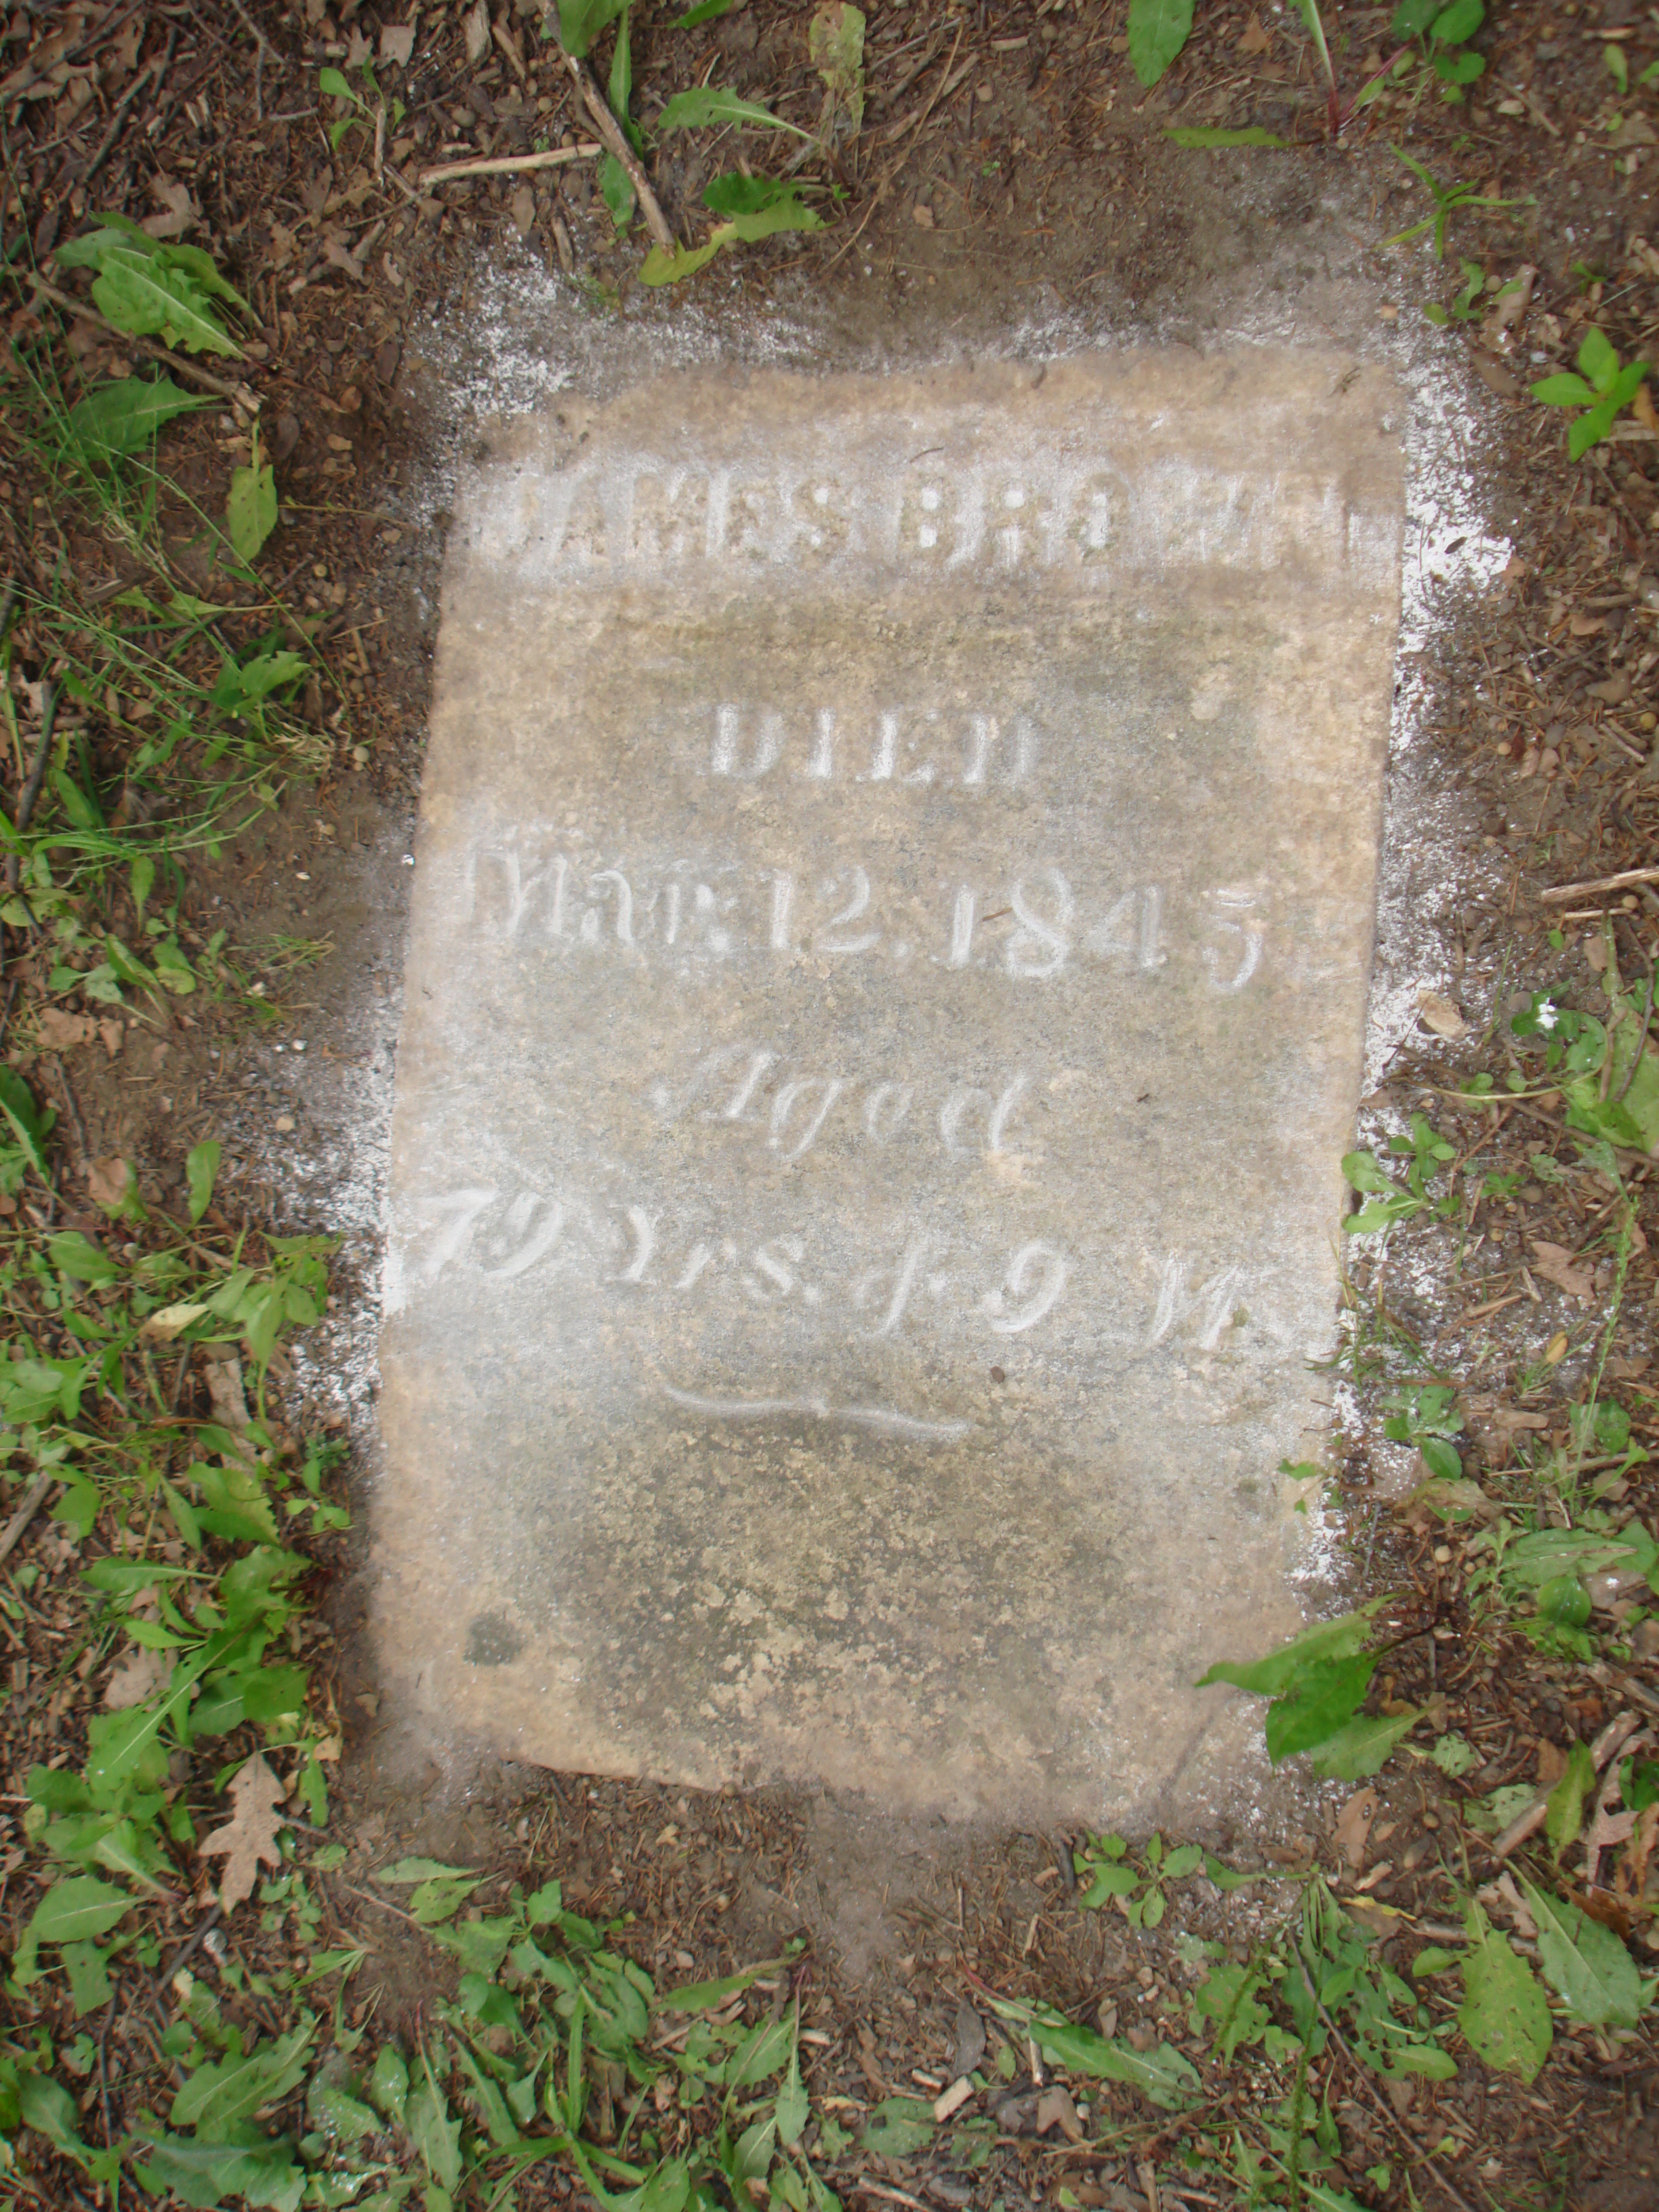 JAMES BROWN
DIED
Mar: 12. 1845
Aged
79 Yrs. & 9 M